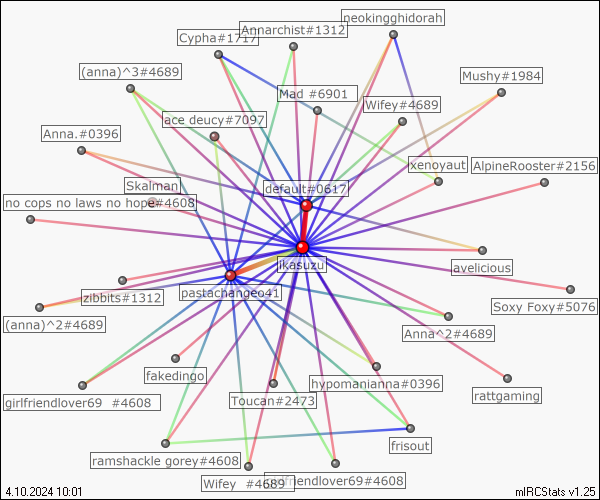 neokingghidorah
Annarchist#1312
Cypha#1717
(anna)^3#4689
Mushy#1984
Mad #6901
Wifey#4689
ace deucy#7097
Anna.#0396
xenoyaut
AlpineRooster#2156
Skalman
default#0617
no cops no laws no hope#4608
ikasuzu
avelicious
pastachangeo41
zibbits#1312
Soxy Foxy#5076
(anna)^2#4689
Anna^2#4689
fakedingo
hypomanianna#0396
rattgaming
girlfriendlover69 #4608
Toucan#2473
frisout
ramshackle gorey#4608
Wifey #4689
girlfriendlover69#4608
4.10.2024 10:01
mIRCStats v1.25